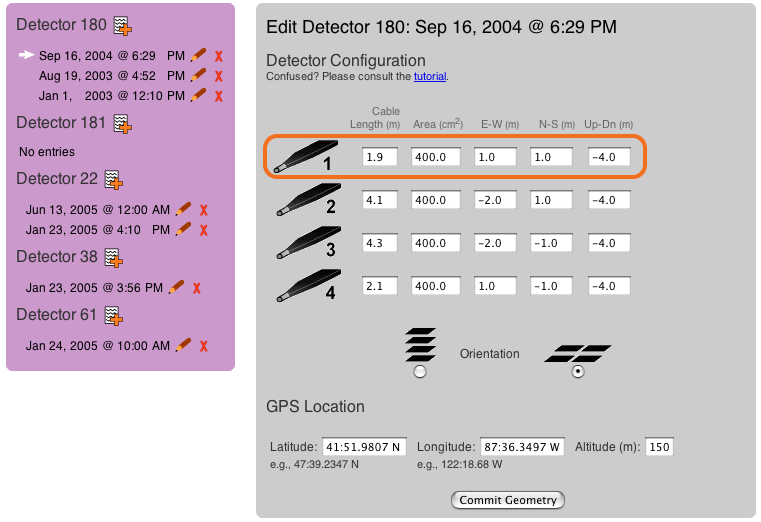 Detector 180
Sep 16, 2004 @ 6:29 PM
Aug 19, 2003 @ 4:52 PM
Jan 1, 2003 @ 12:10 PM
Detector 181
No entries
Detector 22
Jun 13, 2005 @ 12:00 AM
Jan 23, 2005 @ 4:10 PM
Detector 38
Jan 23, 2005 @ 3:56 PM
Detector 61
Jan 24, 2005 @ 10:00 AM
Edit Detector 180: Sep 16, 2004 @ 6:29 PM
Detector Configuration
Confused? Please consult the tutorial.
Cable
Length (m) Area (cm2) E-W (m) N-S (m) Up-Dn (m)
1 1.9 400.0 1.0 1.0 -4.0
2 4.1 400.0 -2.0 1.0 -4.0
3 4.3 400.0 -2.0 -1.0 -4.0
4 2.1 400.0 1.0 -1.0 -4.0
Orientation
GPS Location
Latitude: 41:51.9807 N Longitude: 87:36.3497 W Altitude (m): 150
e.g., 47:39.2347 N e.g., 122:18.68 W
Commit Geometry